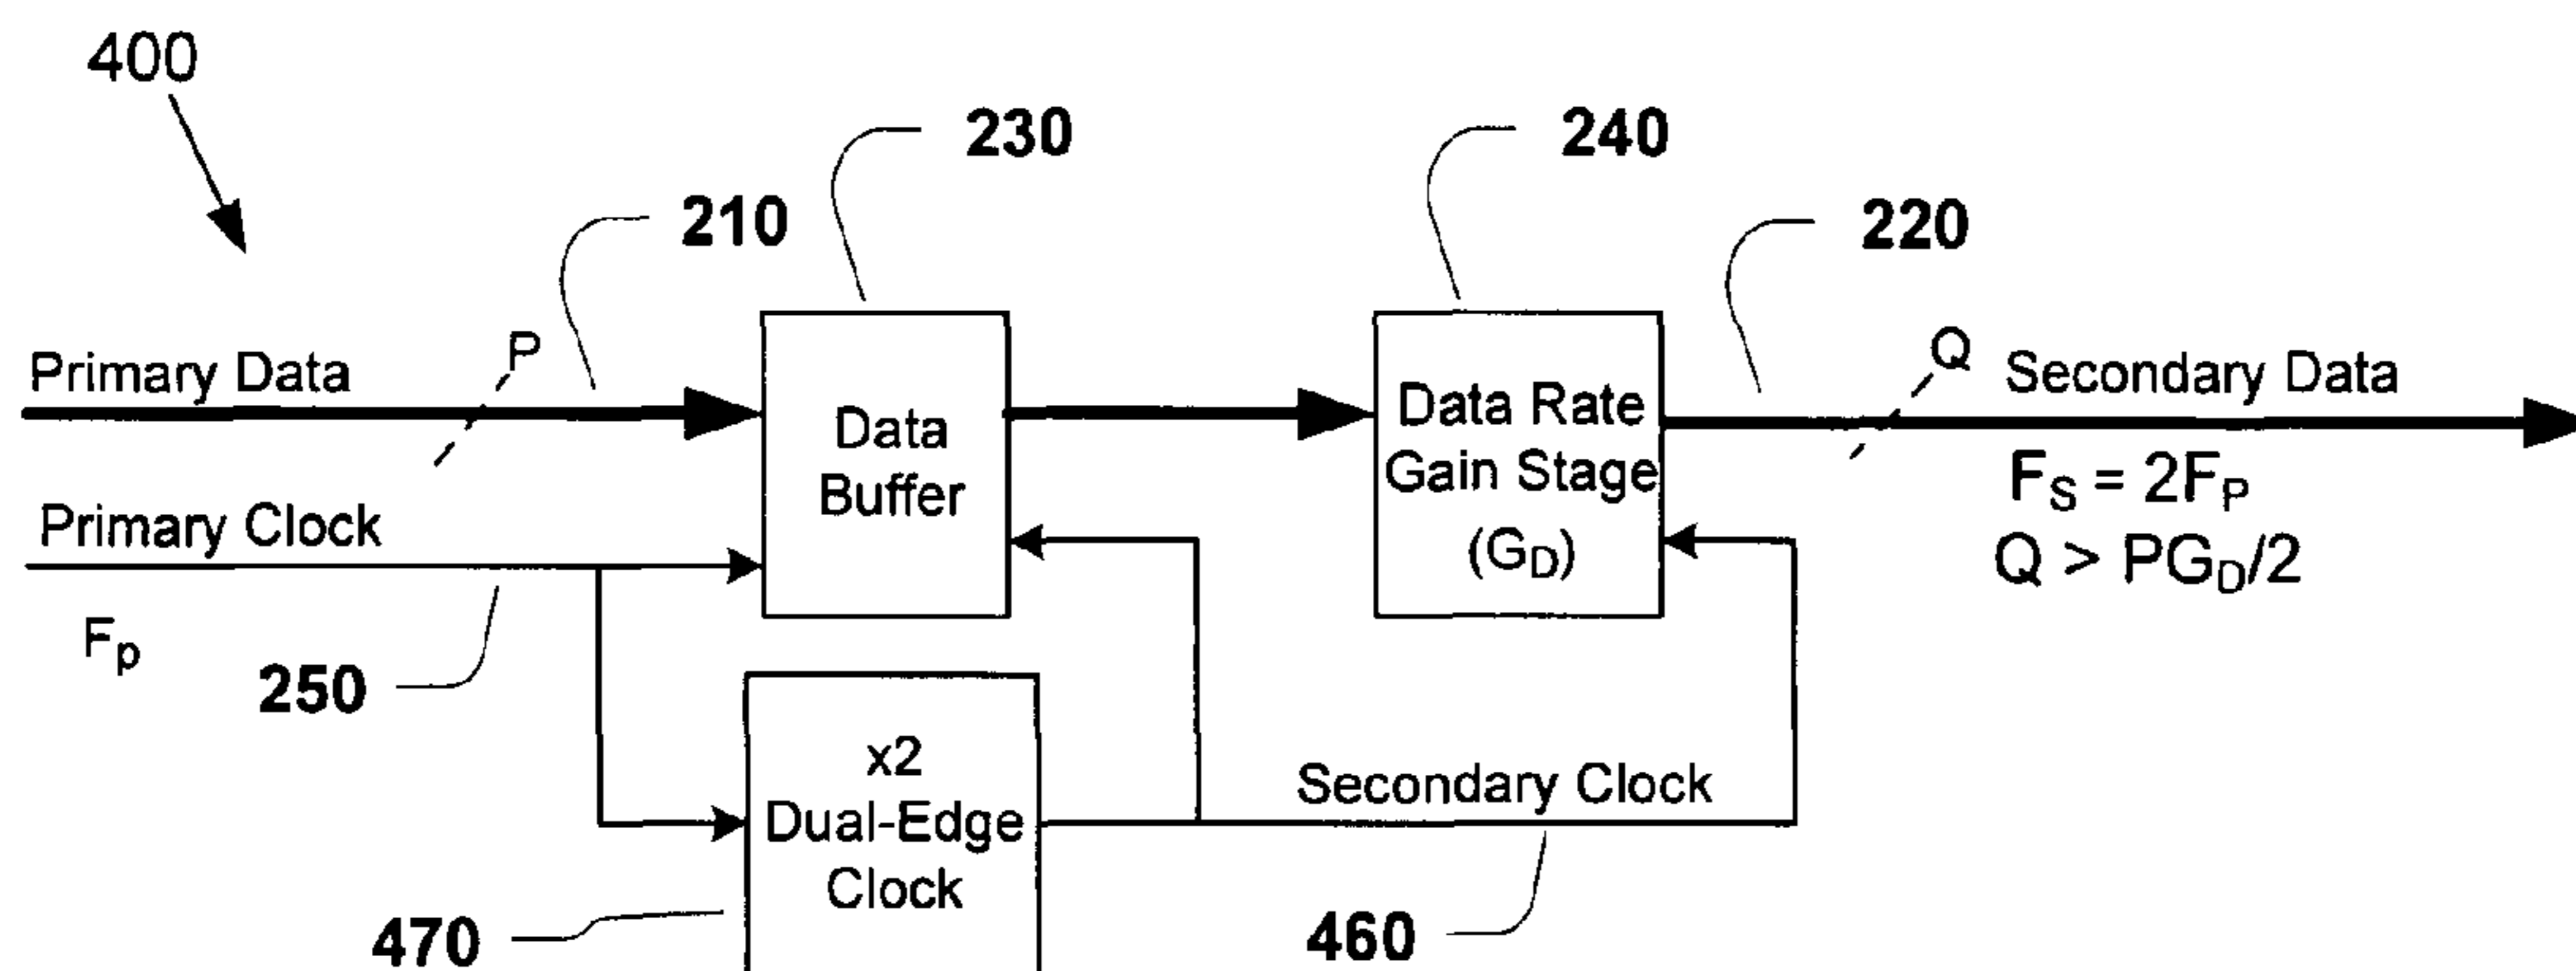 400
230
240
210
220
P
Q
Primary Data
Secondary Data
Data
Buffer
Data Rate
Gain Stage
(G_D)
F_S = 2F_P
Q > PG_D/2
Primary Clock
F_p
250
x2
Dual-Edge
Clock
Secondary Clock
470
460